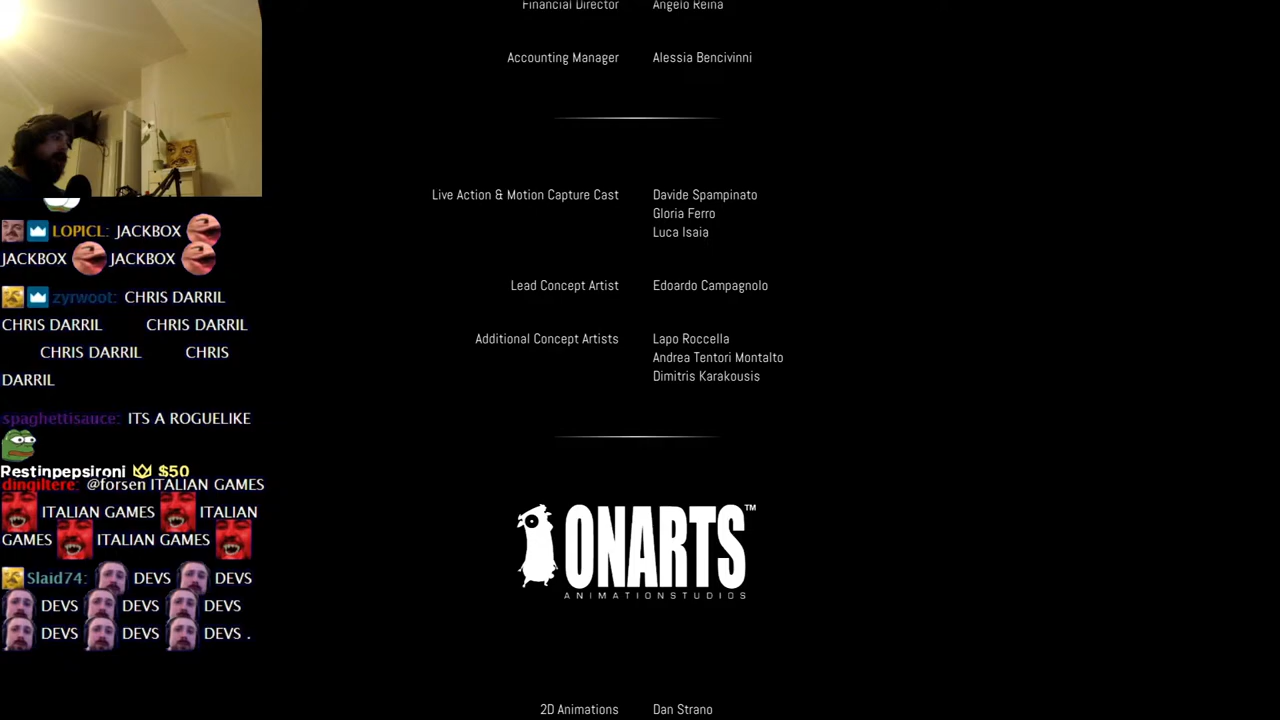 Financial Director Angelo Reina
Accounting Manager Alessia Bencivinni
Live Action & Motion Capture Cast Davide Spampinato
Gloria Ferro
Luca Isaia
Lead Concept Artist Edoardo Campagnolo
Additional Concept Artists Lapo Roccella
Andrea Tentori Montalto
Dimitris Karakousis
ONARTS™
ANIMATIONSTUDIOS
2D Animations Dan Strano
LOPICL: JACKBOX
JACKBOX JACKBOX
zyrwoot: CHRIS DARRIL
CHRIS DARRIL CHRIS DARRIL
CHRIS DARRIL CHRIS
DARRIL
spaghettisauce: ITS A ROGUELIKE
Restinpepsironi $50
dingiltere: @forsen ITALIAN GAMES
ITALIAN GAMES ITALIAN
GAMES ITALIAN GAMES
Slaid74: DEVS DEVS
DEVS DEVS DEVS
DEVS DEVS DEVS .